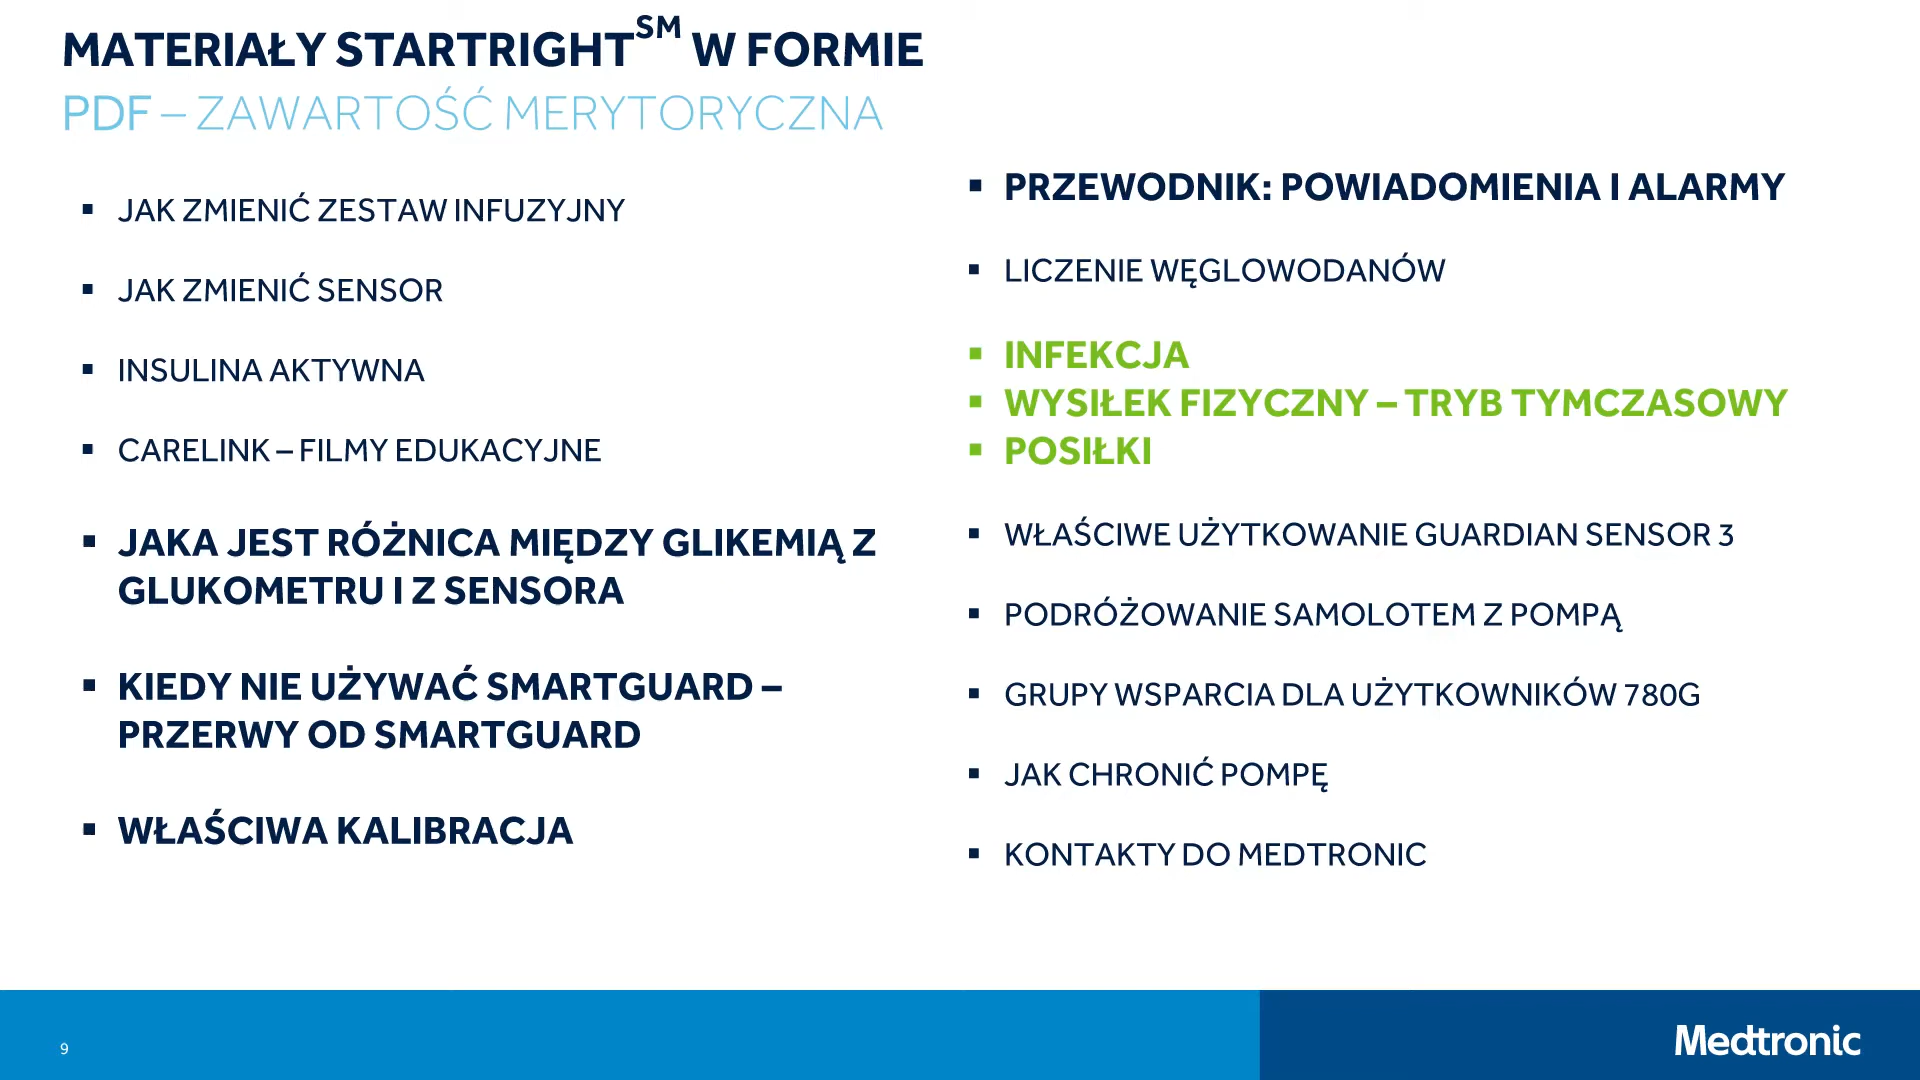 MATERIAŁY STARTRIGHTSM W FORMIE
PDF – ZAWARTOŚĆ MERYTORYCZNA
▪ JAK ZMIENIĆ ZESTAW INFUZYJNY
▪ JAK ZMIENIĆ SENSOR
▪ INSULINA AKTYWNA
▪ CARELINK – FILMY EDUKACYJNE
▪ JAKA JEST RÓŻNICA MIĘDZY GLIKEMIĄ Z
GLUKOMETRU I Z SENSORA
▪ KIEDY NIE UŻYWAĆ SMARTGUARD –
PRZERWY OD SMARTGUARD
▪ WŁAŚCIWA KALIBRACJA
▪ PRZEWODNIK: POWIADOMIENIA I ALARMY
▪ LICZENIE WĘGLOWODANÓW
▪ INFEKCJA
▪ WYSIŁEK FIZYCZNY – TRYB TYMCZASOWY
▪ POSIŁKI
▪ WŁAŚCIWE UŻYTKOWANIE GUARDIAN SENSOR 3
▪ PODRÓŻOWANIE SAMOLOTEM Z POMPĄ
▪ GRUPY WSPARCIA DLA UŻYTKOWNIKÓW 780G
▪ JAK CHRONIĆ POMPĘ
▪ KONTAKTY DO MEDTRONIC
9
Medtronic